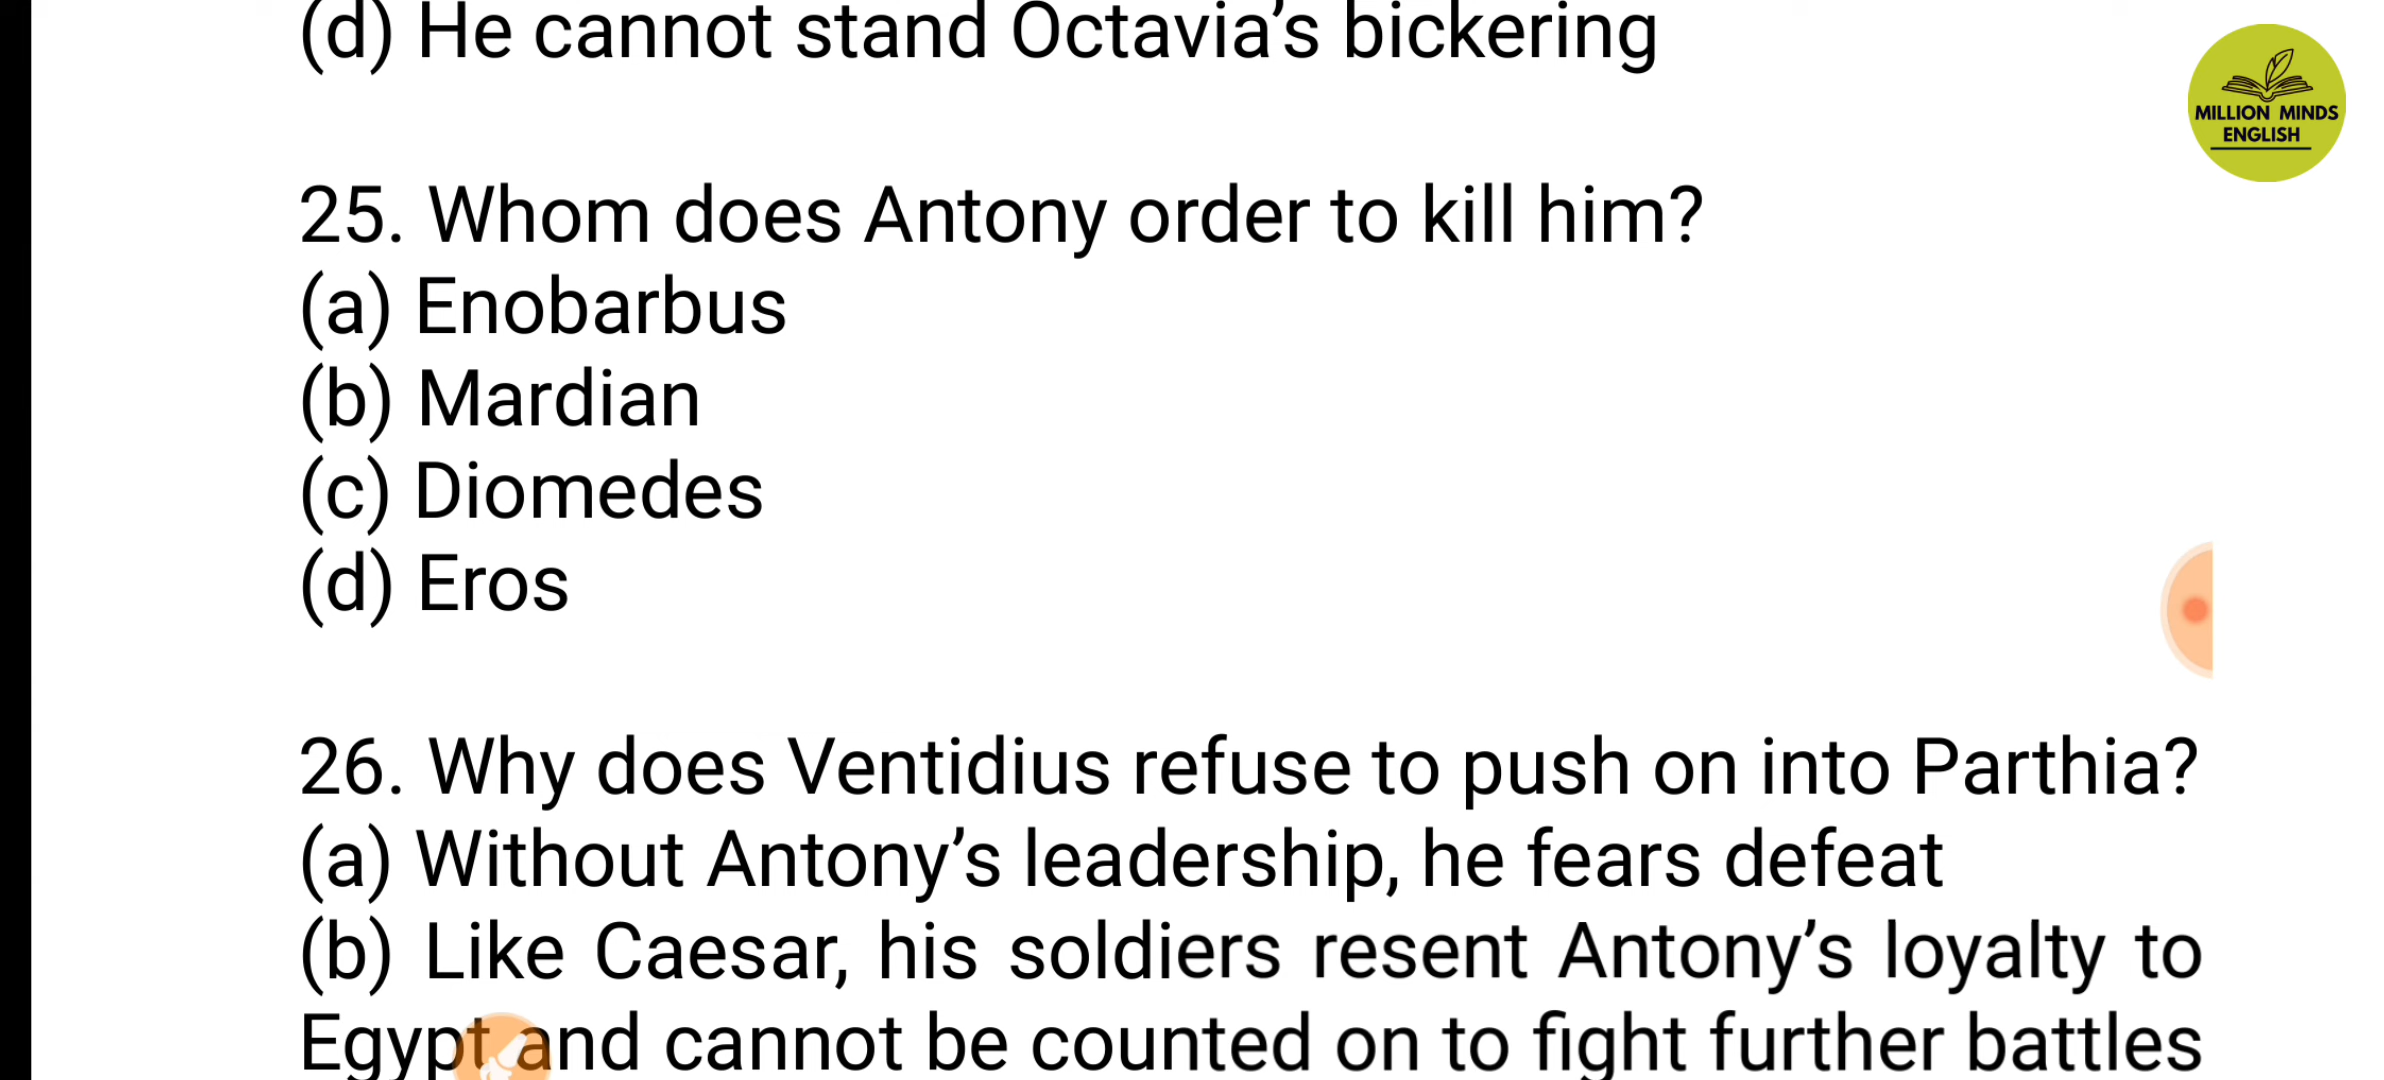 (d) He cannot stand Octavia's bickering
MILLION MINDS
ENGLISH
25. Whom does Antony order to kill him?
(a) Enobarbus
(b) Mardian
(c) Diomedes
(d) Eros
26. Why does Ventidius refuse to push on into Parthia?
(a) Without Antony’s leadership, he fears defeat
(b) Like Caesar, his soldiers resent Antony’s loyalty to
Egypt and cannot be counted on to fight further battles